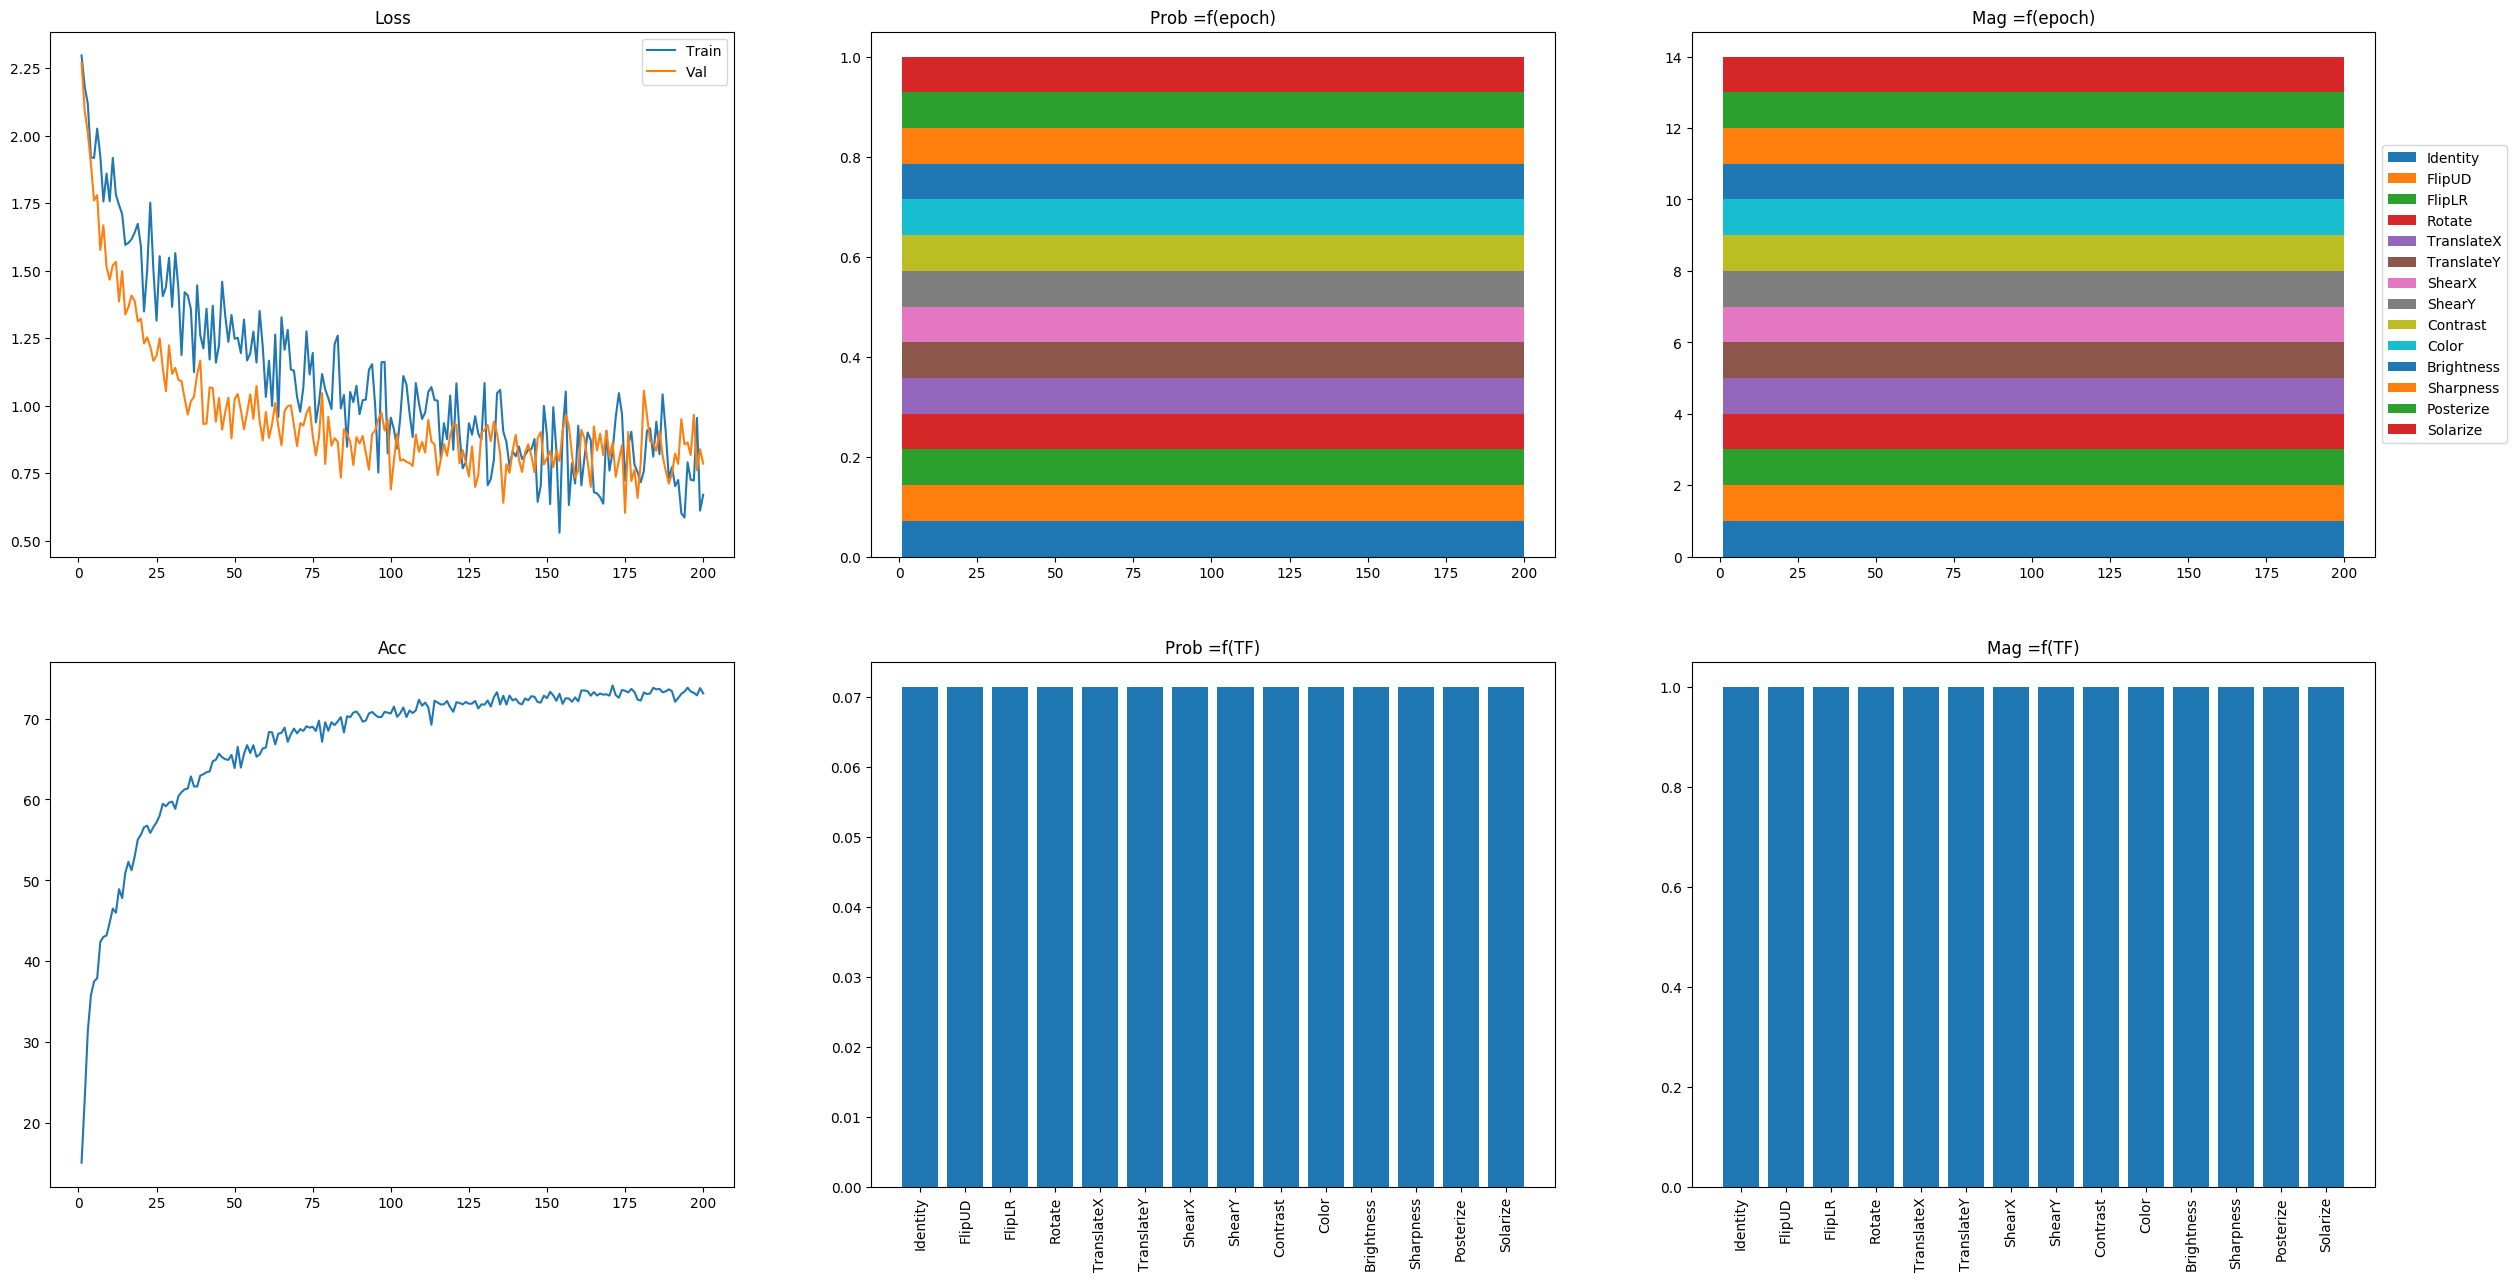 Loss
Train
Val
2.25
2.00
1.75
1.50
1.25
1.00
0.75
0.50
0 25 50 75 100 125 150 175 200
Prob =f(epoch)
1.0
0.8
0.6
0.4
0.2
0.0
0 25 50 75 100 125 150 175 200
Mag =f(epoch)
14
12
10
8
6
4
2
0
0 25 50 75 100 125 150 175 200
Identity
FlipUD
FlipLR
Rotate
TranslateX
TranslateY
ShearX
ShearY
Contrast
Color
Brightness
Sharpness
Posterize
Solarize
Acc
70
60
50
40
30
20
0 25 50 75 100 125 150 175 200
Prob =f(TF)
0.07
0.06
0.05
0.04
0.03
0.02
0.01
0.00
Identity
FlipUD
FlipLR
Rotate
TranslateX
TranslateY
ShearX
ShearY
Contrast
Color
Brightness
Sharpness
Posterize
Solarize
Mag =f(TF)
1.0
0.8
0.6
0.4
0.2
0.0
Identity
FlipUD
FlipLR
Rotate
TranslateX
TranslateY
ShearX
ShearY
Contrast
Color
Brightness
Sharpness
Posterize
Solarize